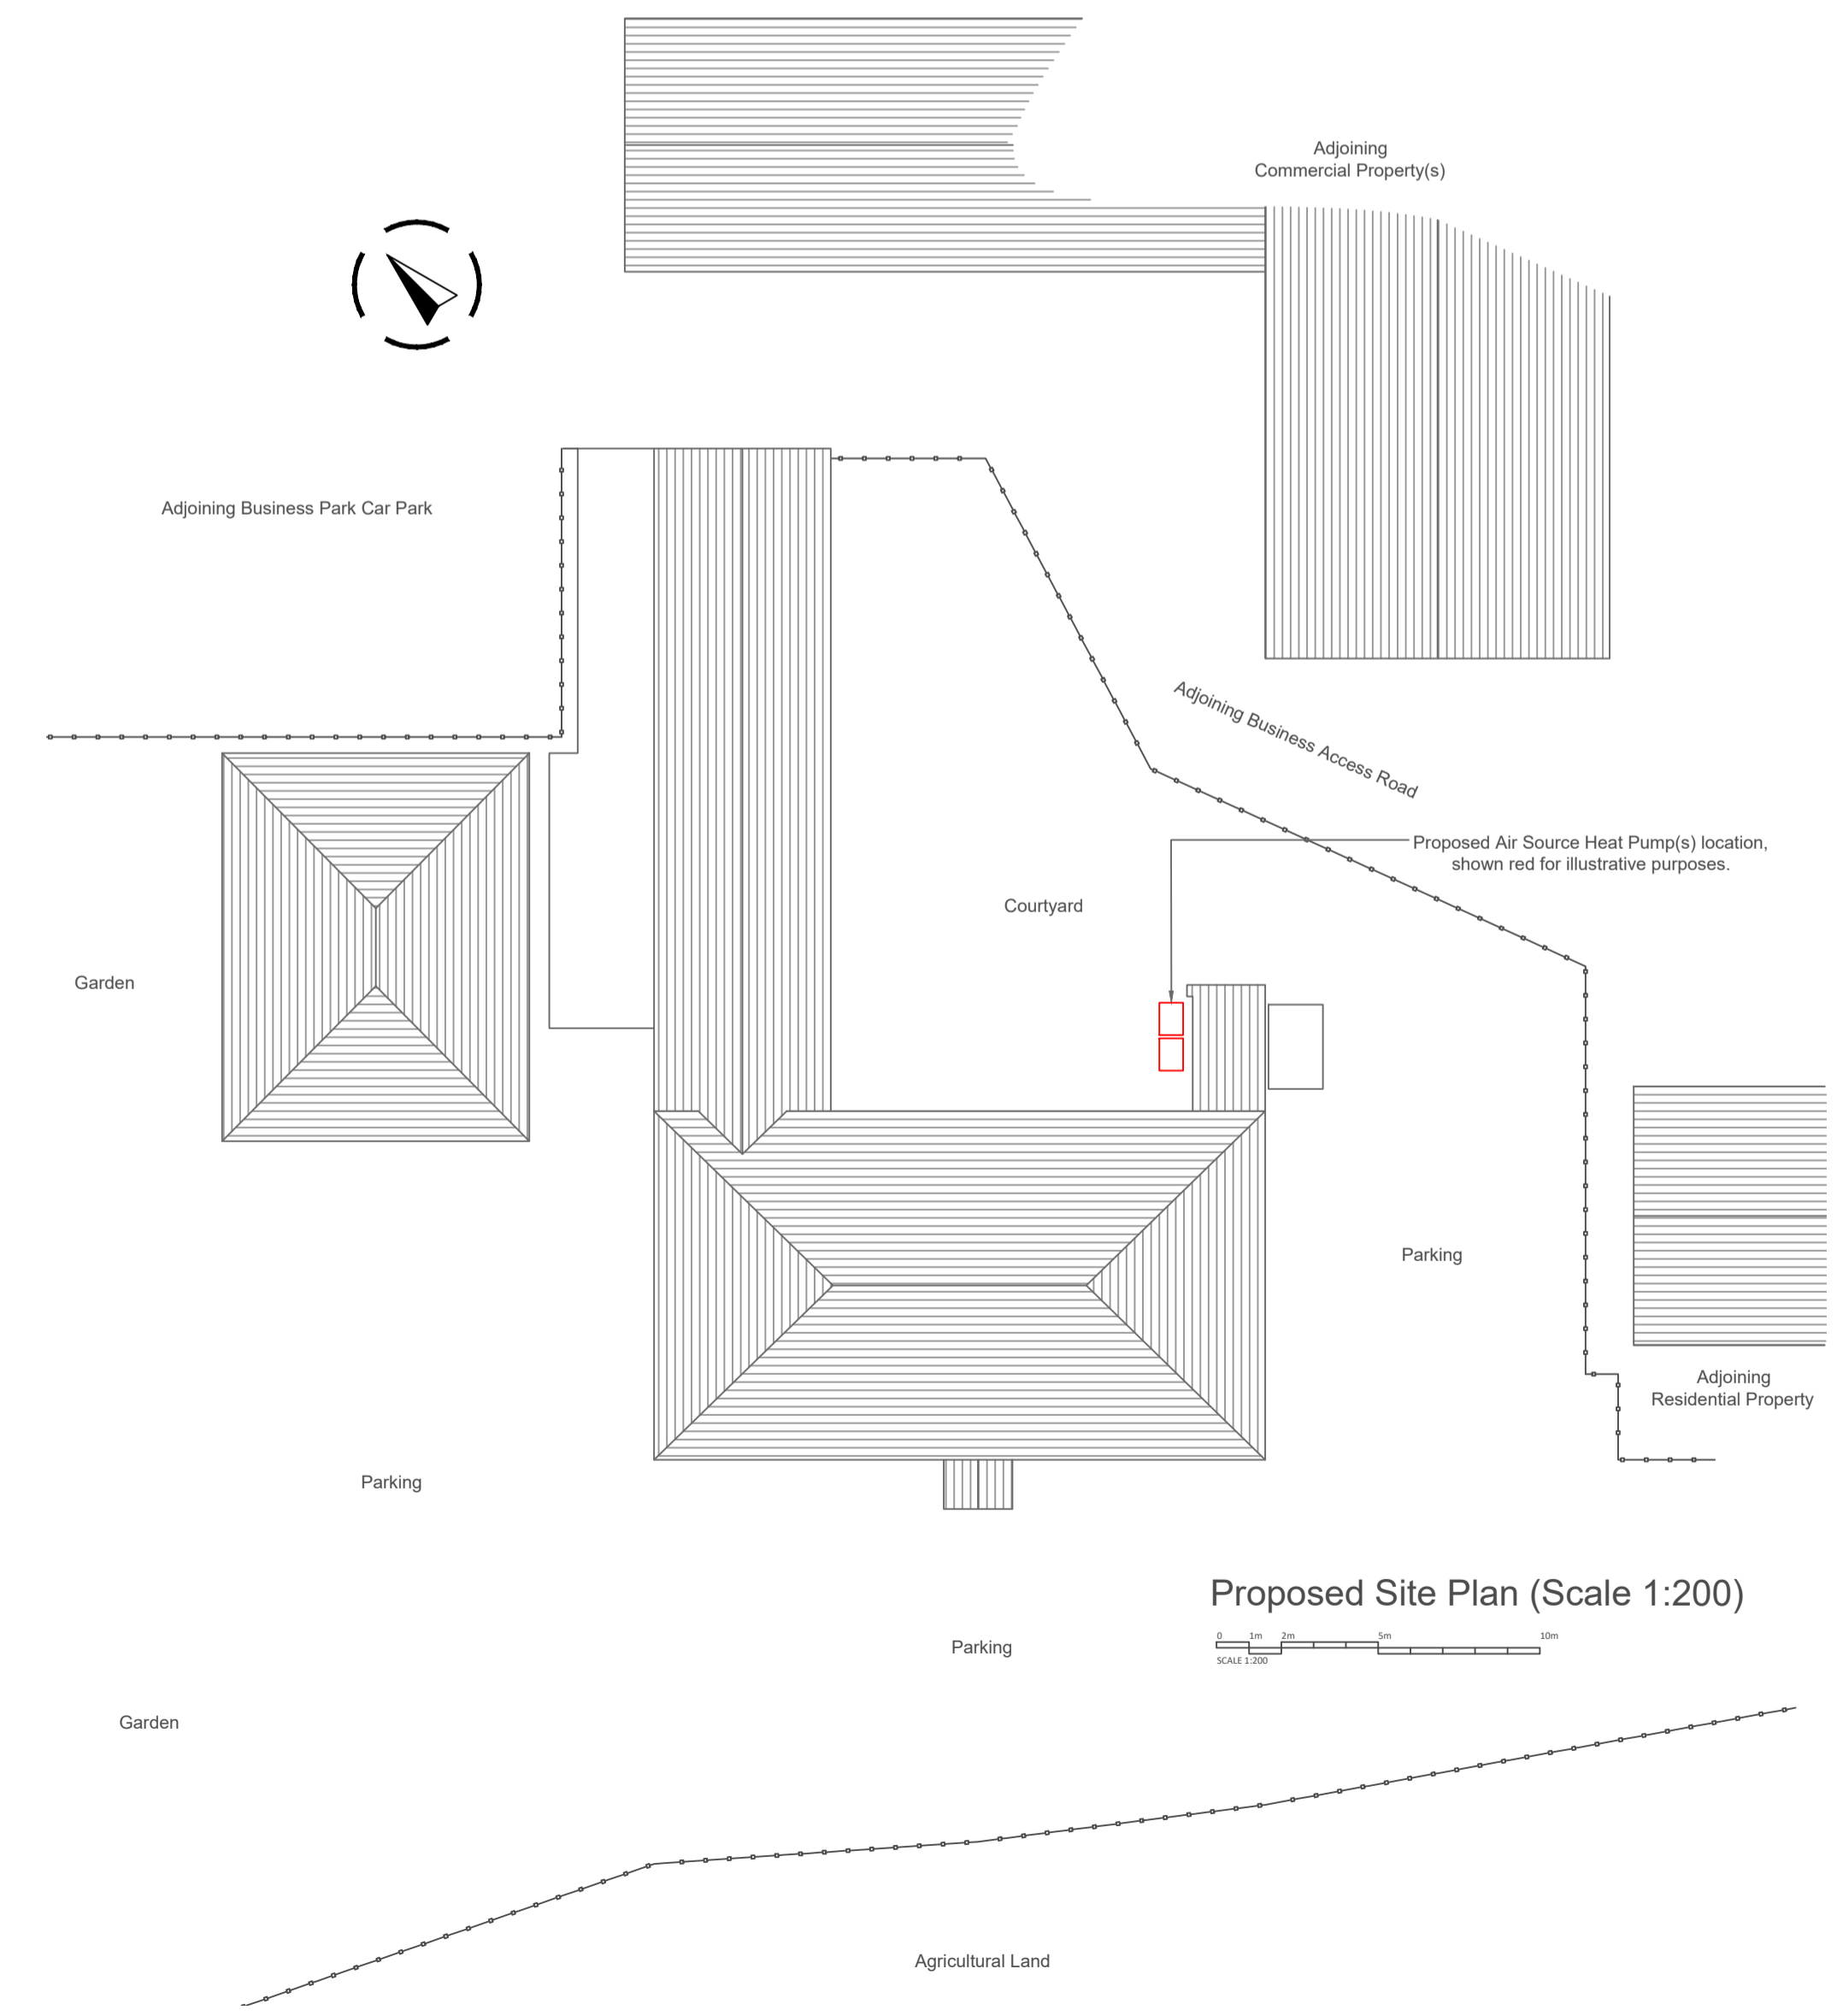 Adjoining
Commercial Property(s)
Adjoining Business Park Car Park
Adjoining Business Access Road
Proposed Air Source Heat Pump(s) location,
shown red for illustrative purposes.
Courtyard
Garden
Parking
Adjoining
Residential Property
Parking
Proposed Site Plan (Scale 1:200)
0 1m 2m 5m 10m
SCALE 1:200
Parking
Garden
Agricultural Land